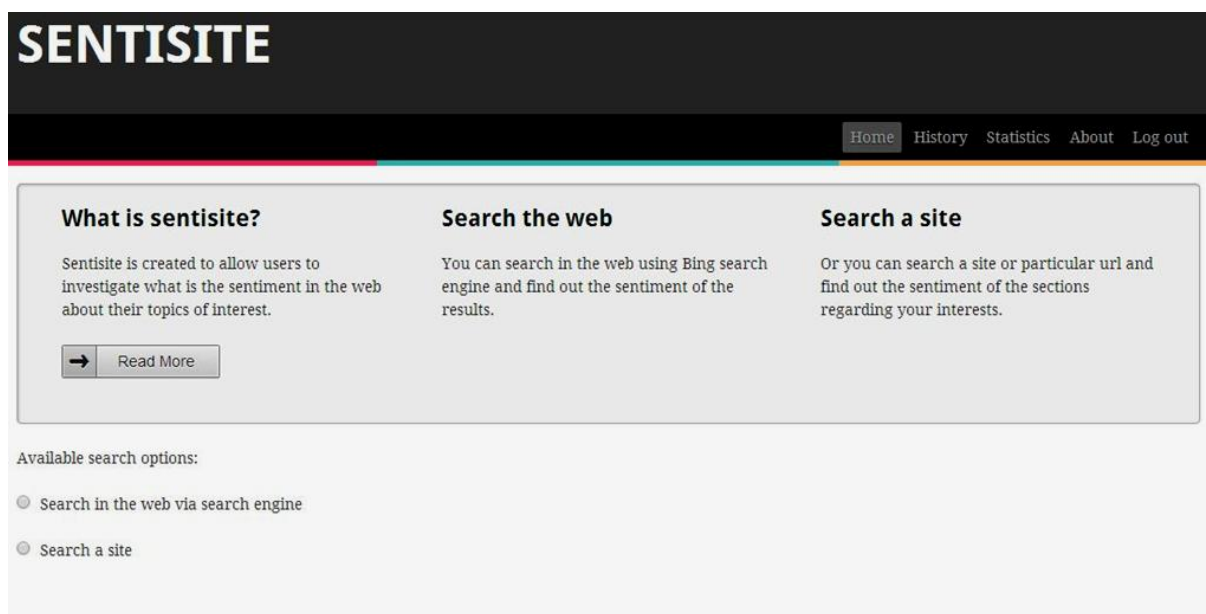 SENTISITE
Home History Statistics About Log out
What is sentisite?
Sentisite is created to allow users to
investigate what is the sentiment in the web
about their topics of interest.
Read More
Search the web
You can search in the web using Bing search
engine and find out the sentiment of the
results.
Search a site
Or you can search a site or particular url and
find out the sentiment of the sections
regarding your interests.
Available search options:
Search in the web via search engine
Search a site